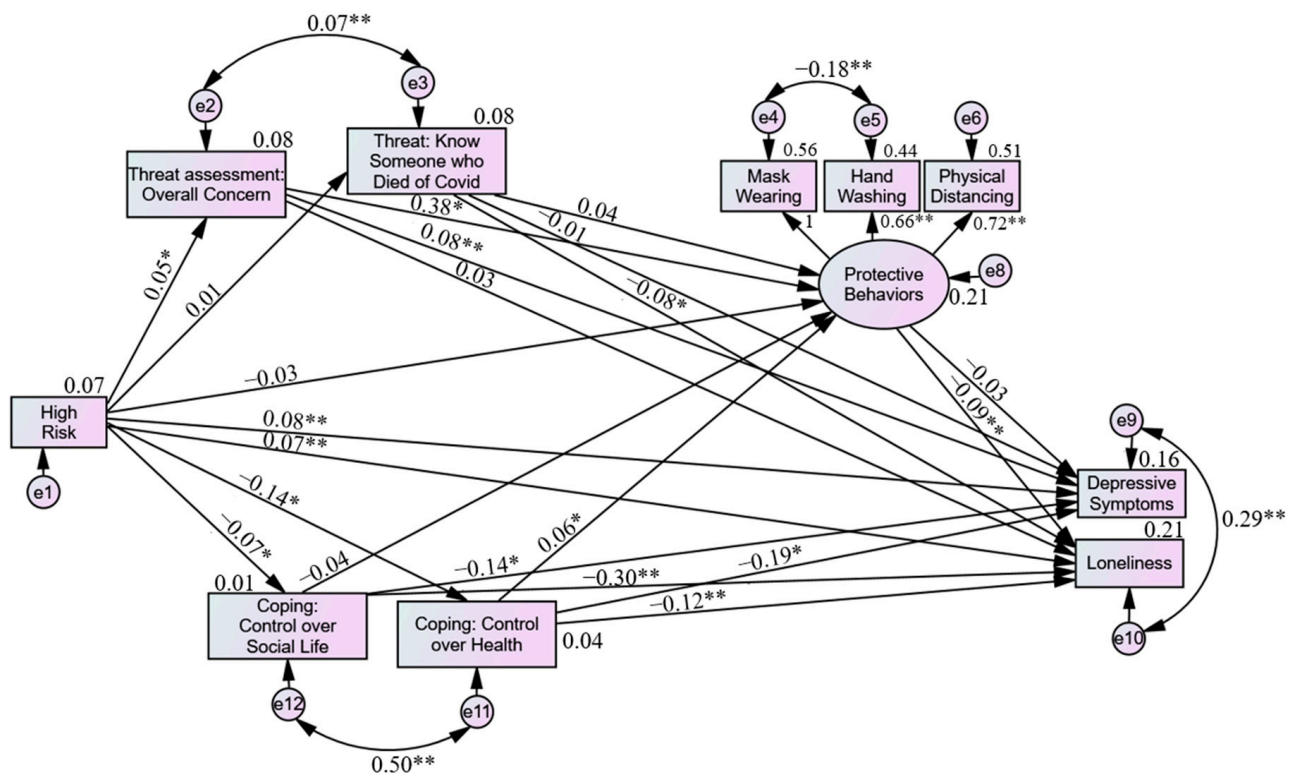 0.07**
e2
e3
−0.18**
e4
e5
e6
0.08
0.08
Threat assessment:
Overall Concern
Threat: Know
Someone who
Died of Covid
0.56
0.44
0.51
Mask
Wearing
Hand
Washing
Physical
Distancing
1
0.66**
0.72**
0.38*
0.04
−0.01
0.08**
0.03
−0.08*
0.05*
0.01
Protective
Behaviors
e8
0.21
−0.03
0.07
High
Risk
e1
0.08**
0.07**
−0.03
−0.09**
e9
0.16
Depressive
Symptoms
0.21
Loneliness
0.29**
e10
−0.14*
−0.07*
−0.04
0.06*
−0.14*
−0.19*
−0.30**
−0.12**
0.01
Coping:
Control over
Social Life
Coping: Control
over Health
0.04
e12
e11
0.50**